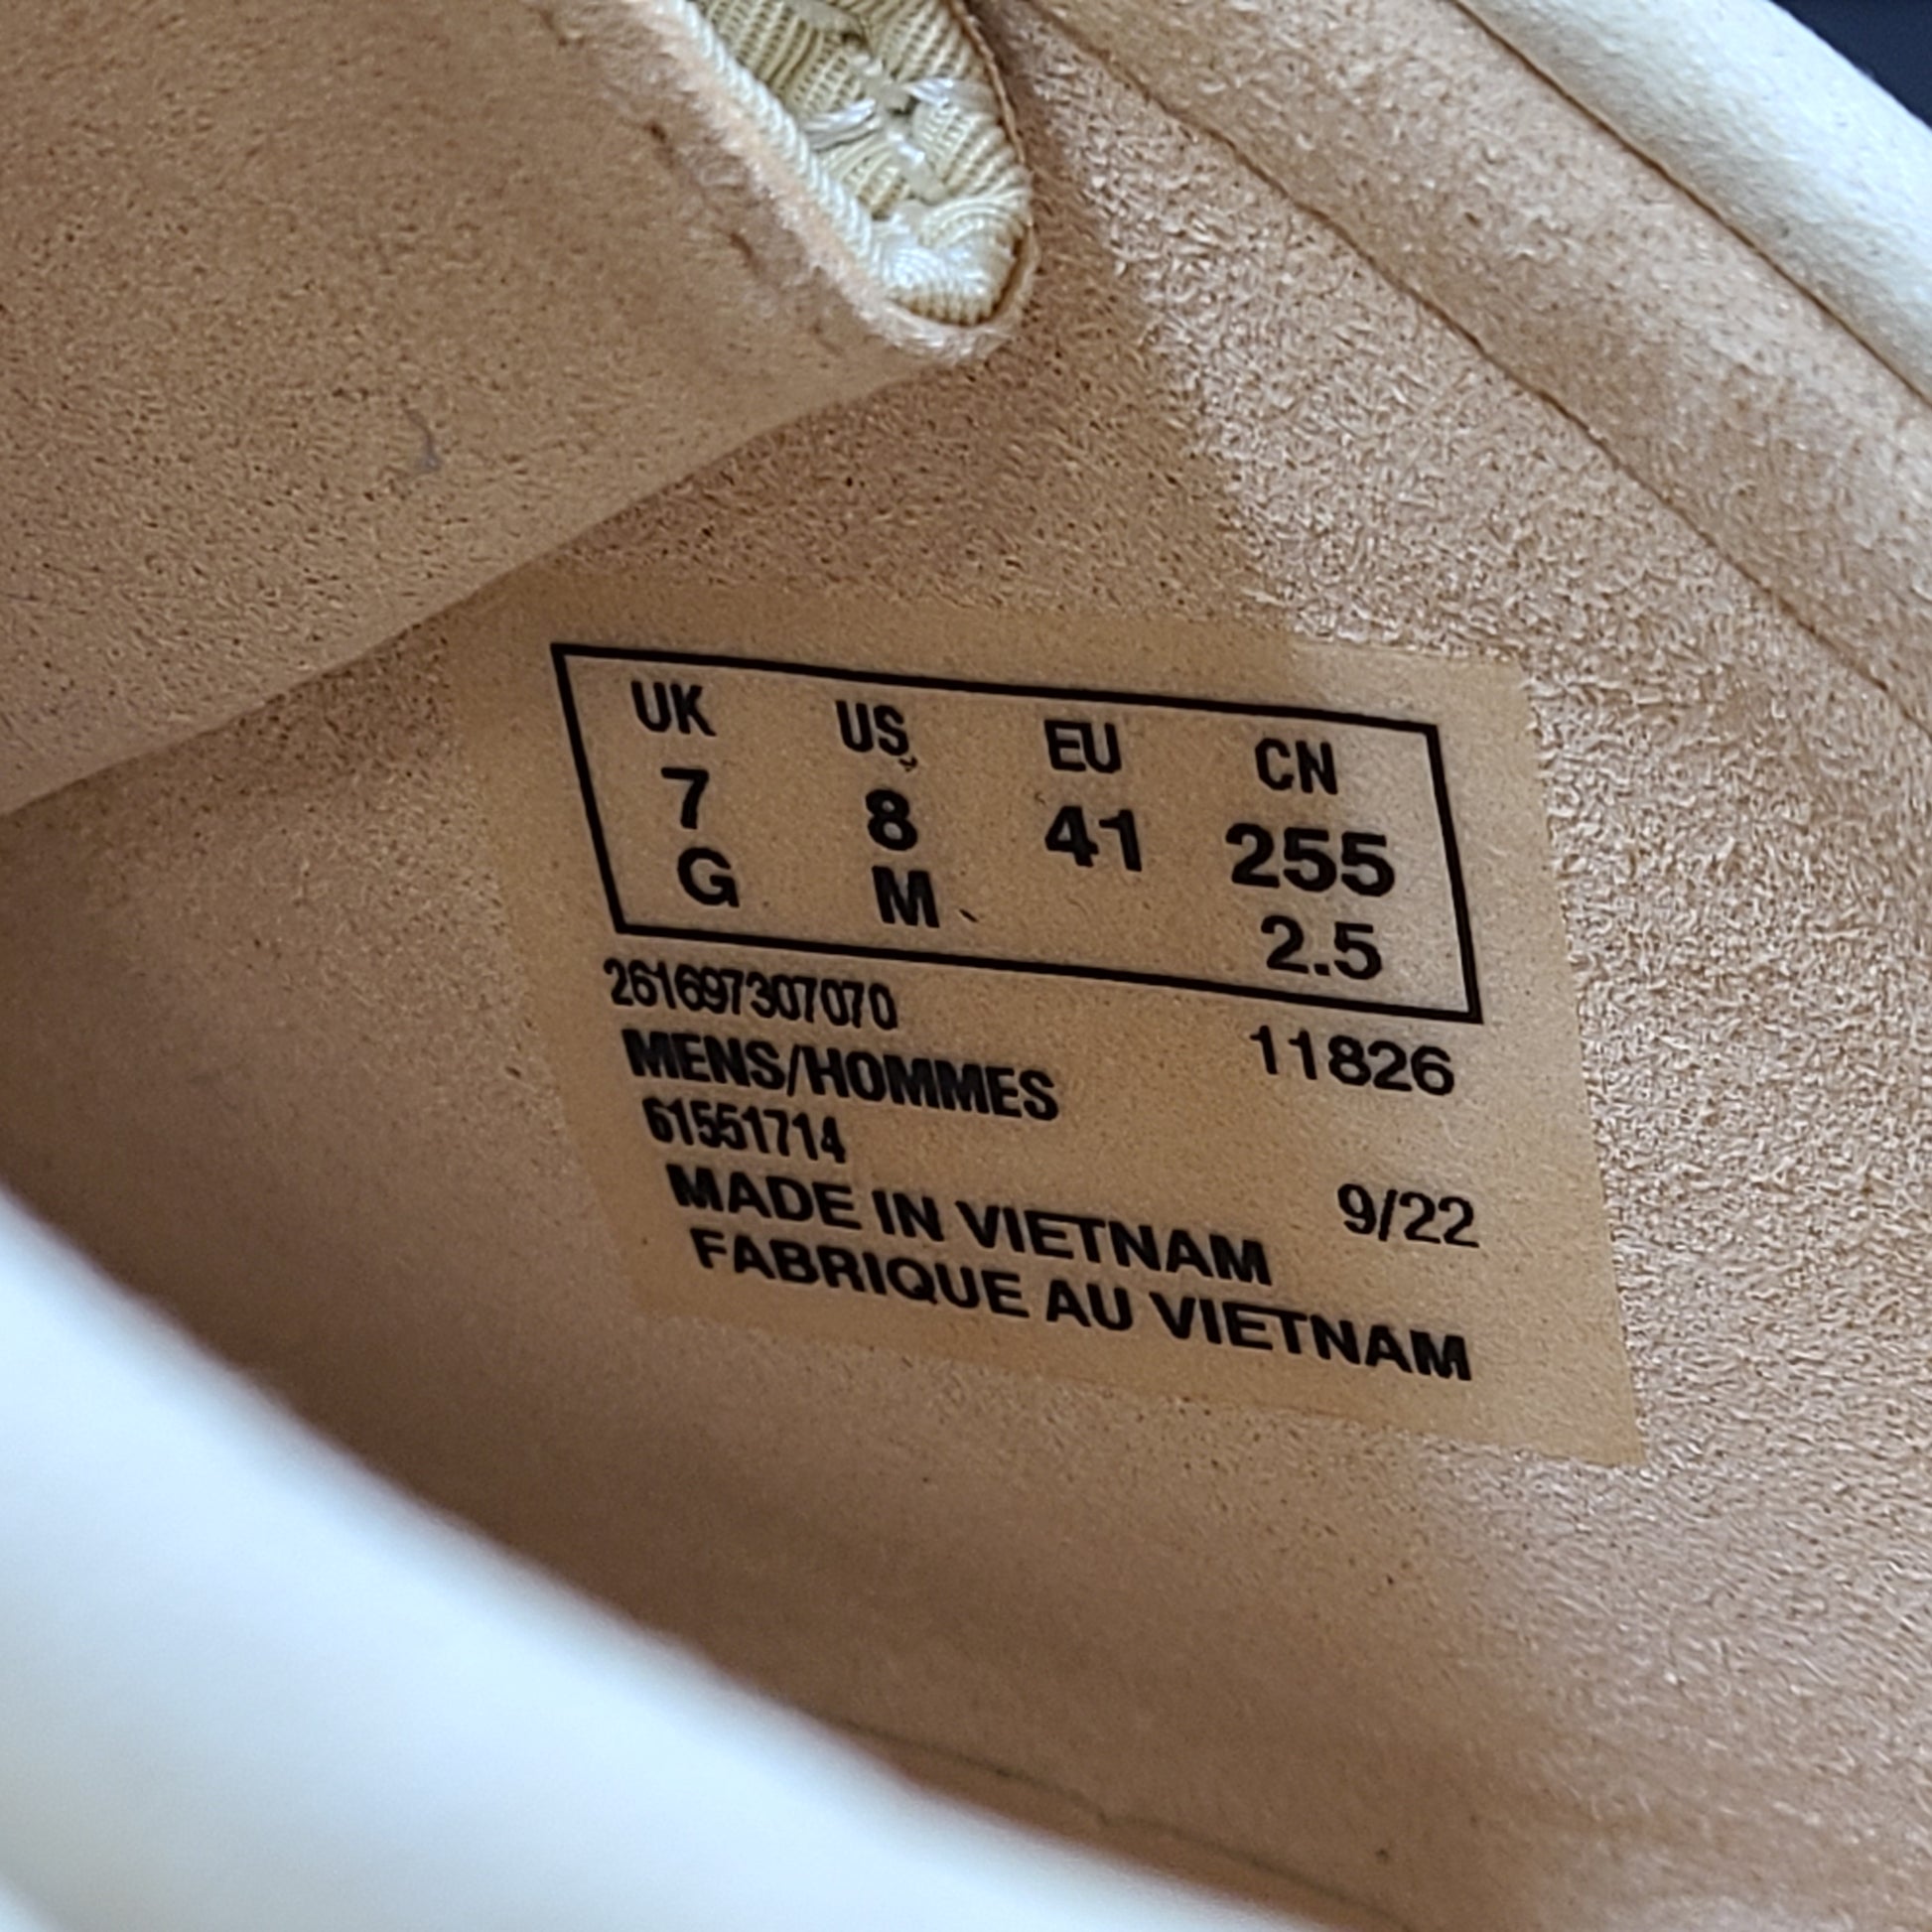 UK US EU CN
7 8 41 255
G M 2.5
261697307070 11826
MENS/HOMMES
61551714 9/22
MADE IN VIETNAM
FABRIQUE AU VIETNAM